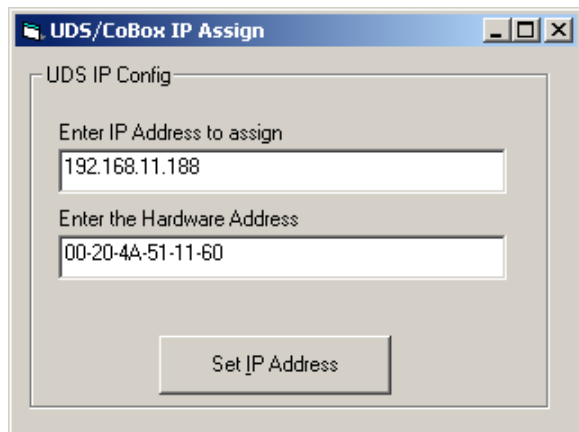 UDS/CoBox IP Assign
UDS IP Config
Enter IP Address to assign
192.168.11.188
Enter the Hardware Address
00-20-4A-51-11-60
Set IP Address